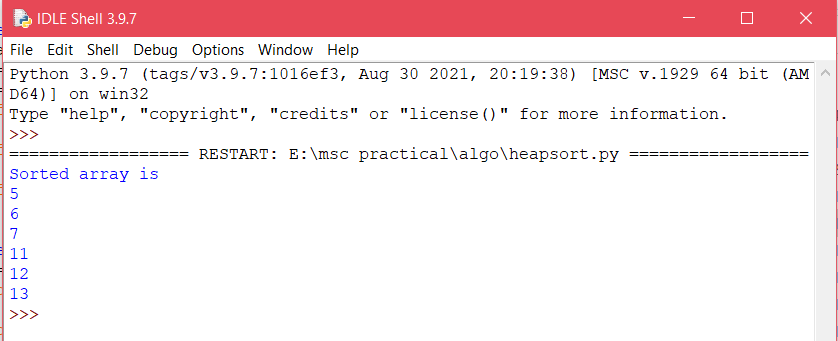 IDLE Shell 3.9.7
File Edit Shell Debug Options Window Help
Python 3.9.7 (tags/v3.9.7:1016ef3, Aug 30 2021, 20:19:38) [MSC v.1929 64 bit (AM
D64)] on win32
Type "help", "copyright", "credits" or "license()" for more information.
>>>
================== RESTART: E:\msc practical\algo\heapsort.py ==================
Sorted array is
5
6
7
11
12
13
>>>